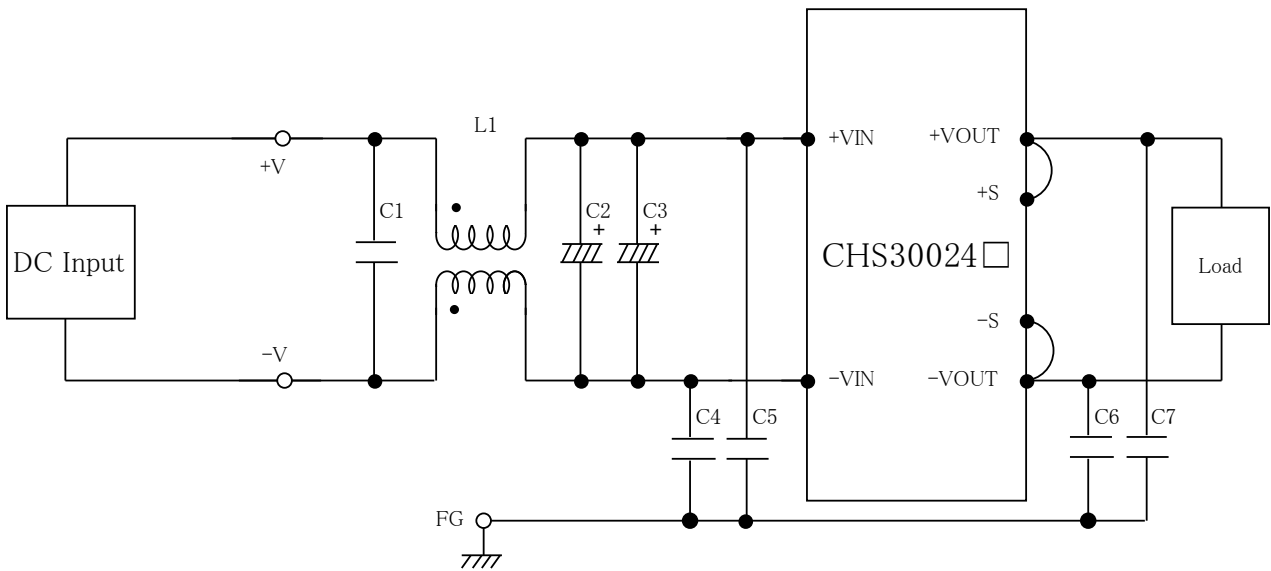 L1
+V
+VIN
+VOUT
+S
C1
C2
C3
+
+
DC Input
CHS30024□
Load
-S
-V
-VIN
-VOUT
C4
C5
C6
C7
FG